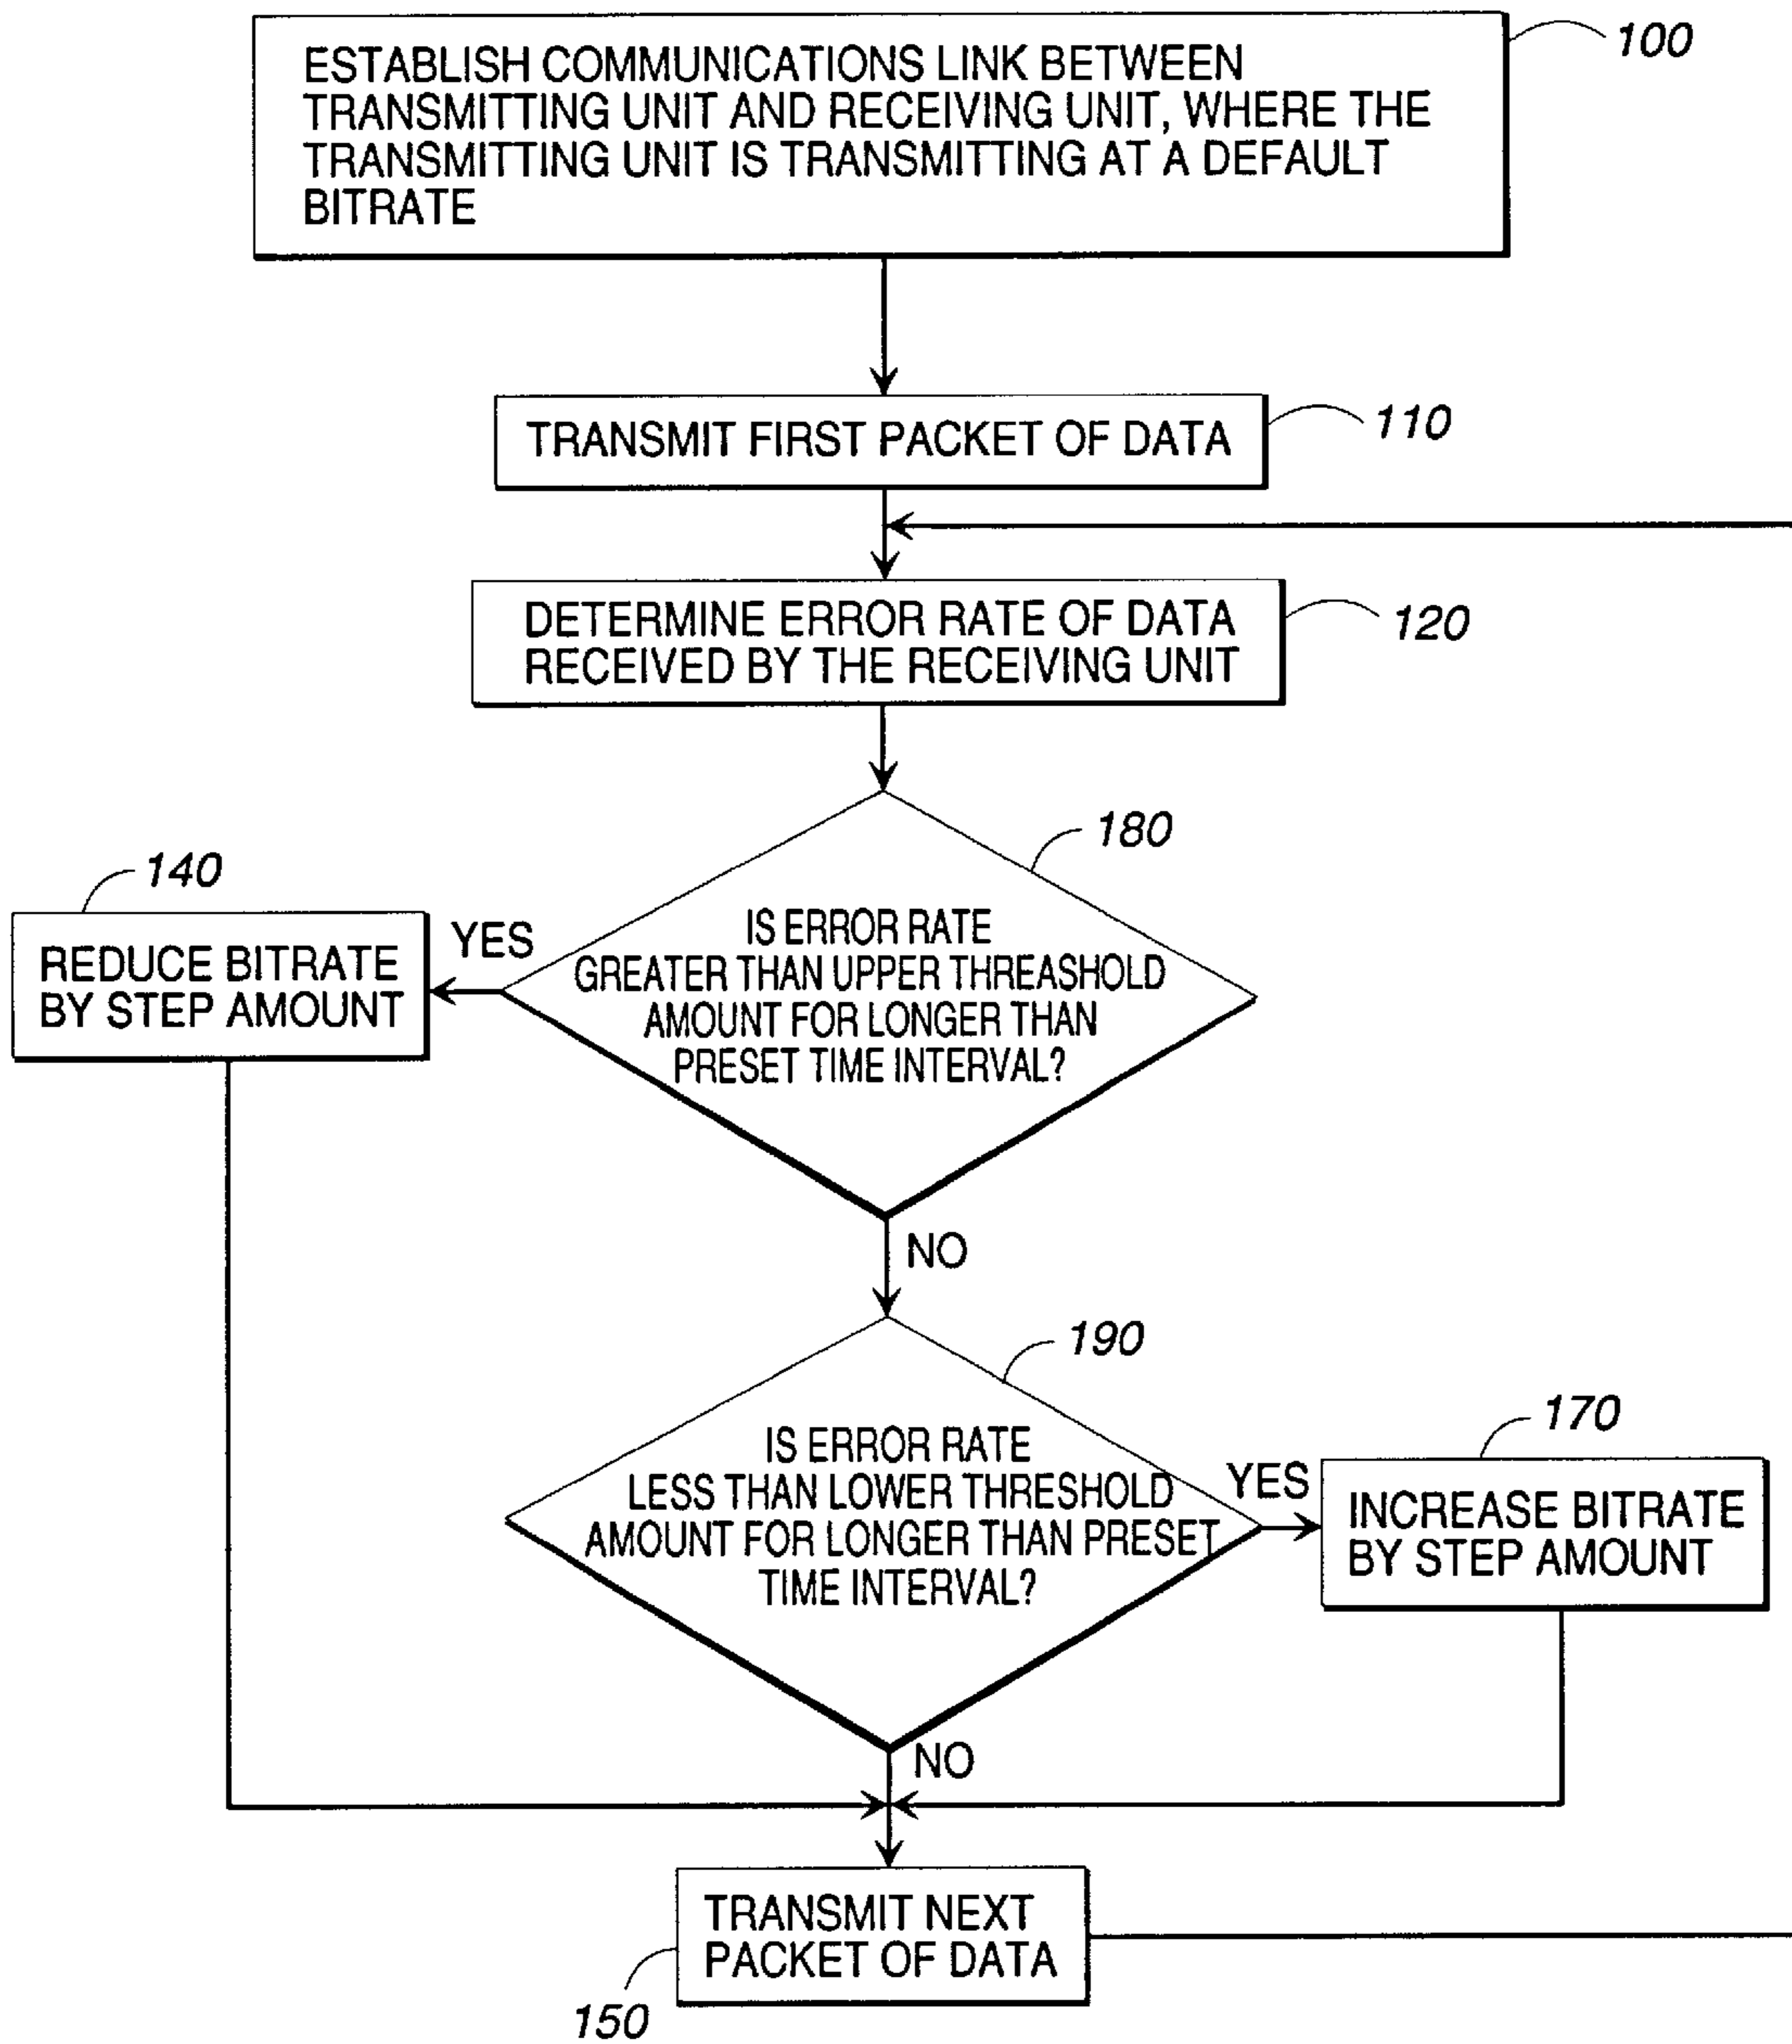 100
ESTABLISH COMMUNICATIONS LINK BETWEEN
TRANSMITTING UNIT AND RECEIVING UNIT, WHERE THE
TRANSMITTING UNIT IS TRANSMITTING AT A DEFAULT
BITRATE
110
TRANSMIT FIRST PACKET OF DATA
120
DETERMINE ERROR RATE OF DATA
RECEIVED BY THE RECEIVING UNIT
180
IS ERROR RATE
GREATER THAN UPPER THREASHOLD
AMOUNT FOR LONGER THAN
PRESET TIME INTERVAL?
YES
140
REDUCE BITRATE
BY STEP AMOUNT
NO
190
IS ERROR RATE
LESS THAN LOWER THRESHOLD
AMOUNT FOR LONGER THAN PRESET
TIME INTERVAL?
YES
170
INCREASE BITRATE
BY STEP AMOUNT
NO
TRANSMIT NEXT
PACKET OF DATA
150